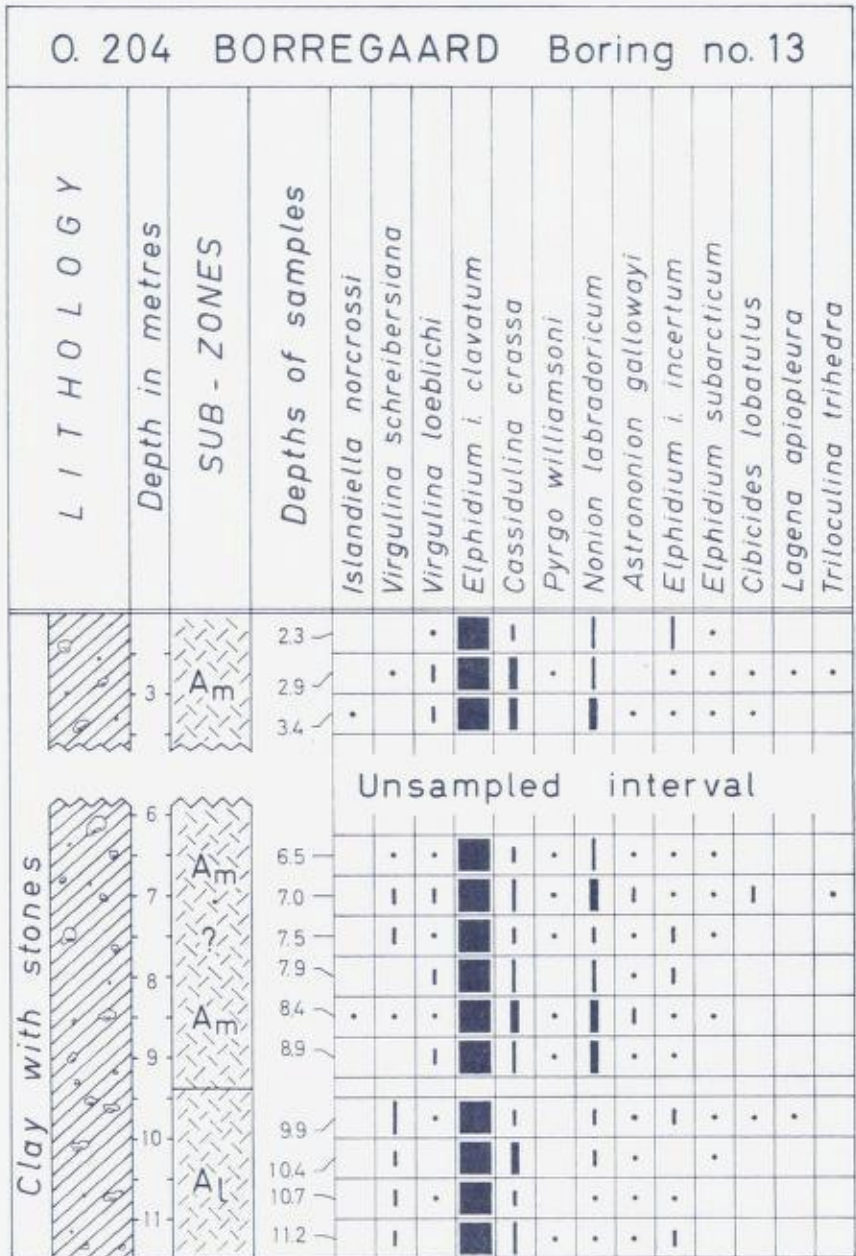 O. 204 BORREGAARD Boring no. 13
LITHOLOGY
Depth in metres
SUB-ZONES
Depths of samples
Islandiella norcrossi
Virgulina schreibersiana
Virgulina loeblichi
Elphidium i. clavatum
Cassidulina crassa
Pyrgo williamsoni
Nonion labradoricum
Astrononion gallowayi
Elphidium i. incertum
Elphidium subarcticum
Cibicides lobatulus
Lagena apiopleura
Triloculina trihedra
2.3
3 Am 2.9
3.4
Unsampled interval
Clay with stones
6
Am 6.5
7 7.0
? 7.5
8 7.9
Am 8.4
9 8.9
10 9.9
10.4
Al 10.7
11 11.2